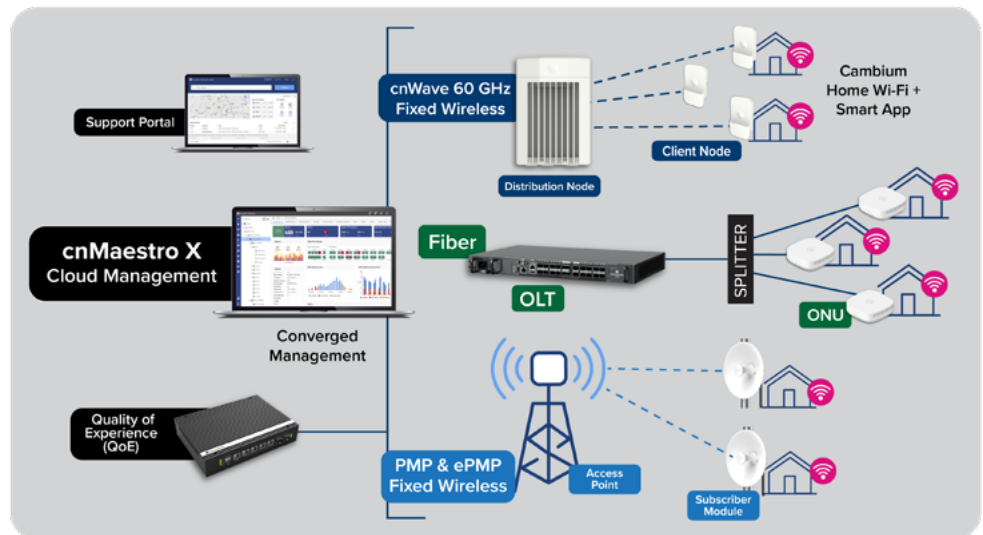 Support Portal
cnMaestro X
Cloud Management
Converged
Management
Quality of
Experience
(QoE)
cnWave 60 GHz
Fixed Wireless
Distribution Node
Client Node
Cambium
Home Wi-Fi +
Smart App
Fiber
OLT
SPLITTER
ONU
PMP & ePMP
Fixed Wireless
Access
Point
Subscriber
Module